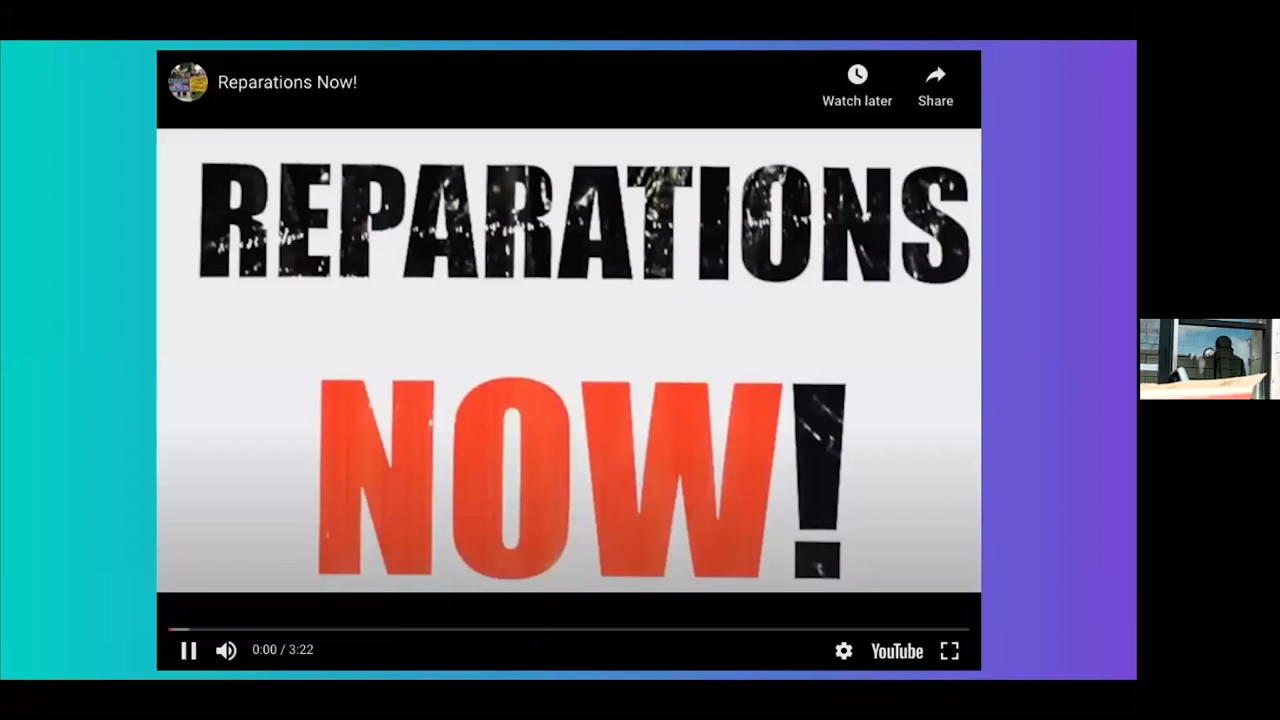 Reparations Now!
Watch later
Share
REPARATIONS
NOW!
0:00 / 3:22
YouTube